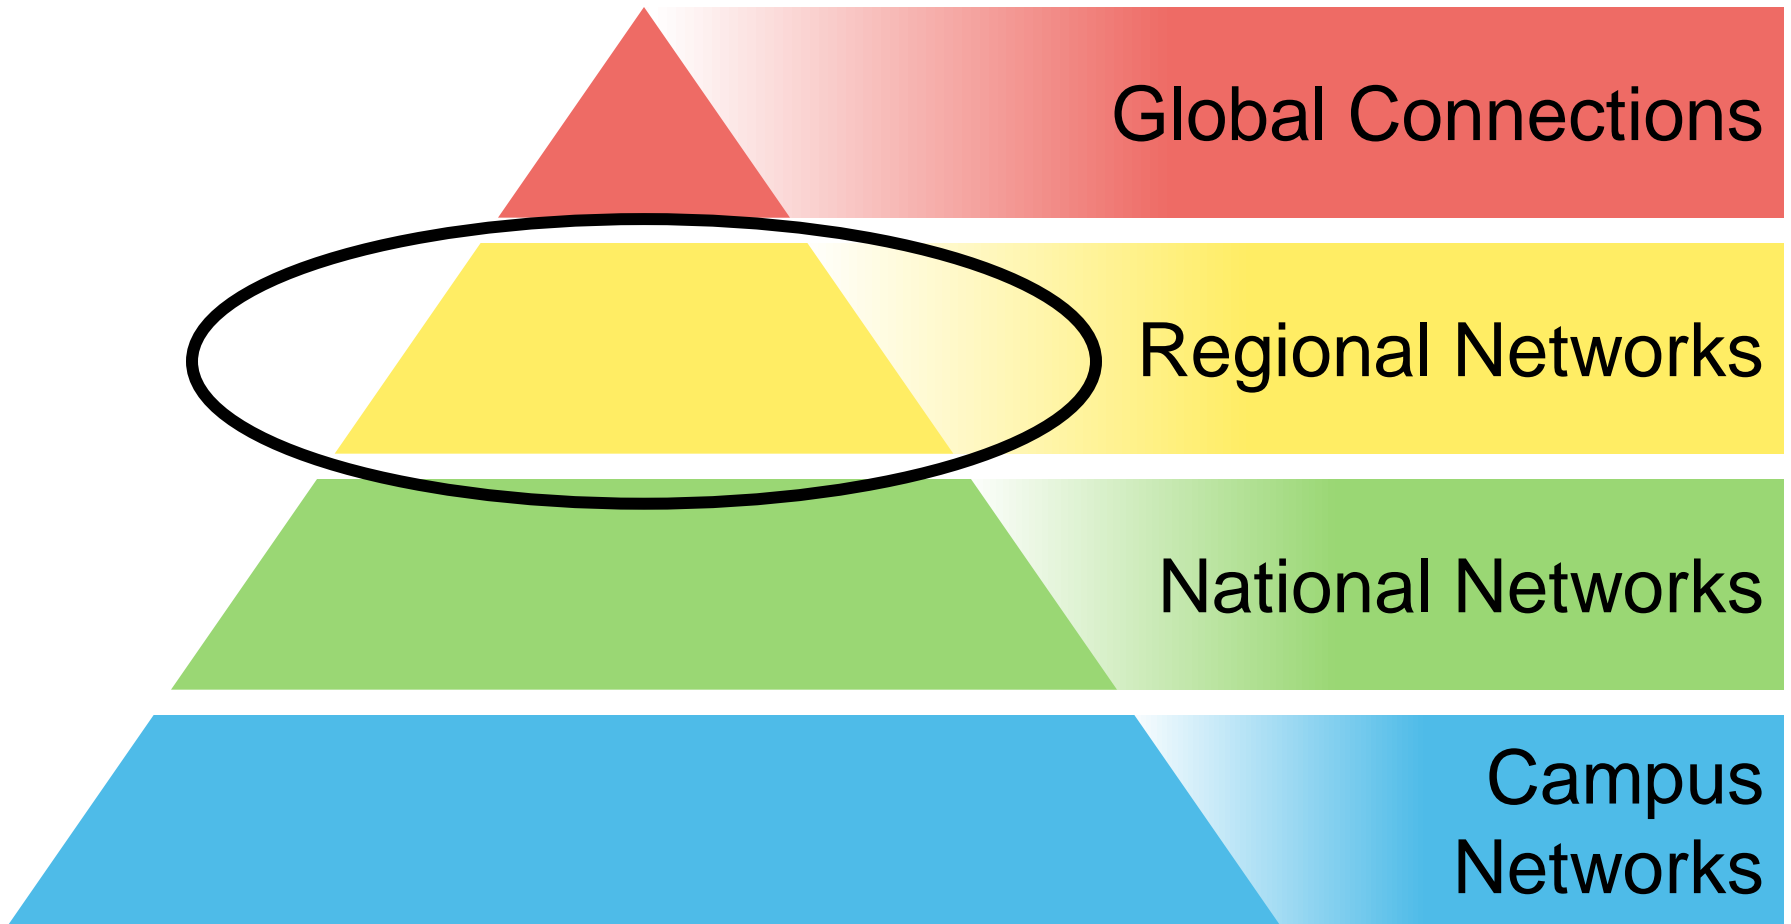 Global Connections
Regional Networks
National Networks
Campus
Networks